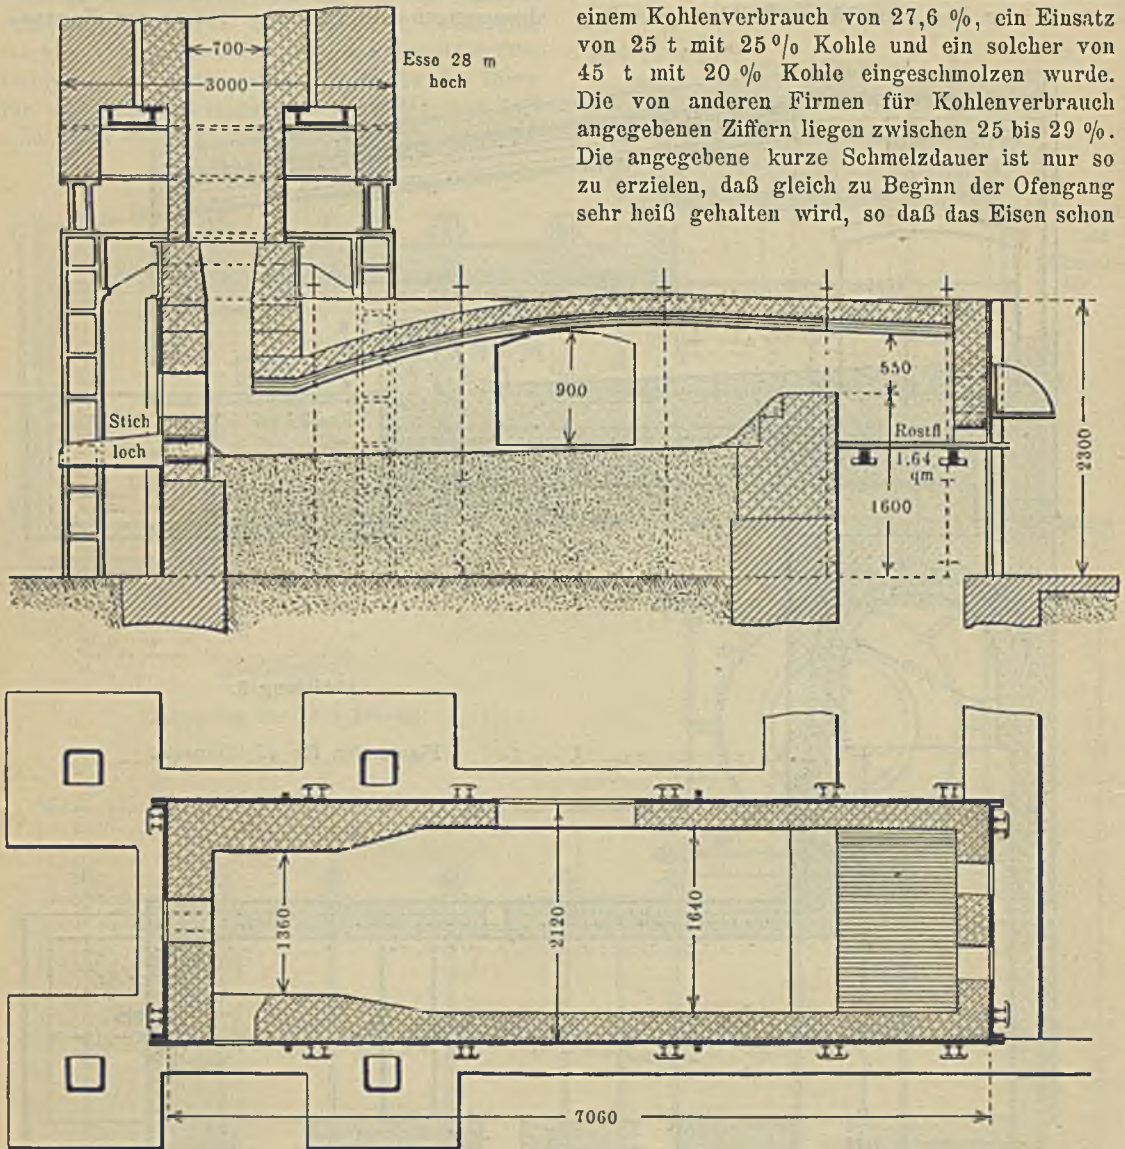 einem Kohlenverbrauch von 27,6 %, ein Einsatz
von 25 t mit 25 % Kohle und ein solcher von
45 t mit 20 % Kohle eingeschmolzen wurde.
Die von anderen Firmen für Kohlenverbrauch
angegebenen Ziffern liegen zwischen 25 bis 29 %.
Die angegebene kurze Schmelzdauer ist nur so
zu erzielen, daß gleich zu Beginn der Ofengang
sehr heiß gehalten wird, so daß das Eisen schon
700
3000
Esse 28 m
hoch
900
550
Stich
loch
Rostfl
1.64
qm
1600
2300
1360
2120
1640
7060